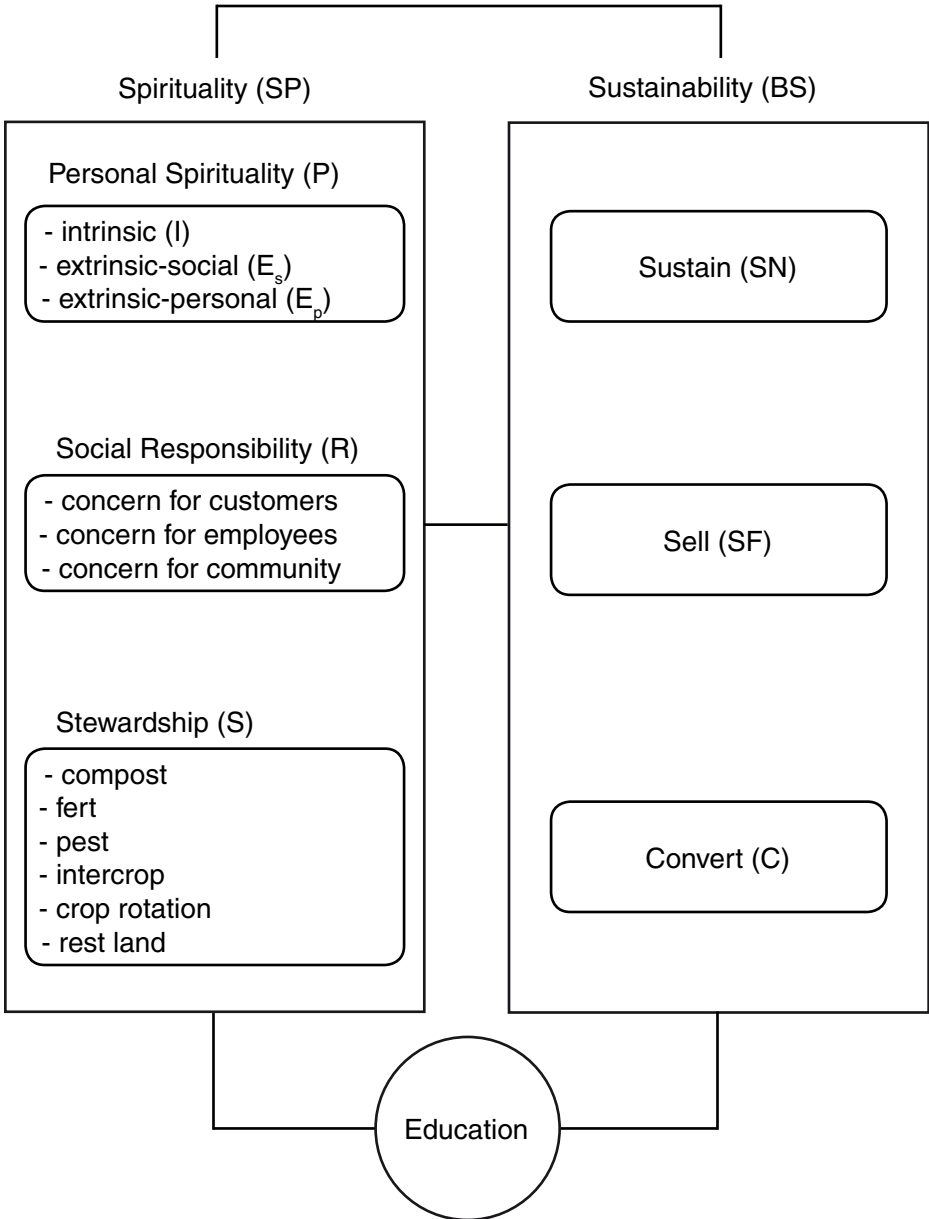 Spirituality (SP)
Personal Spirituality (P)
- intrinsic (I)
- extrinsic-social (Es)
- extrinsic-personal (Ep)
Social Responsibility (R)
- concern for customers
- concern for employees
- concern for community
Stewardship (S)
- compost
- fert
- pest
- intercrop
- crop rotation
- rest land
Sustainability (BS)
Sustain (SN)
Sell (SF)
Convert (C)
Education